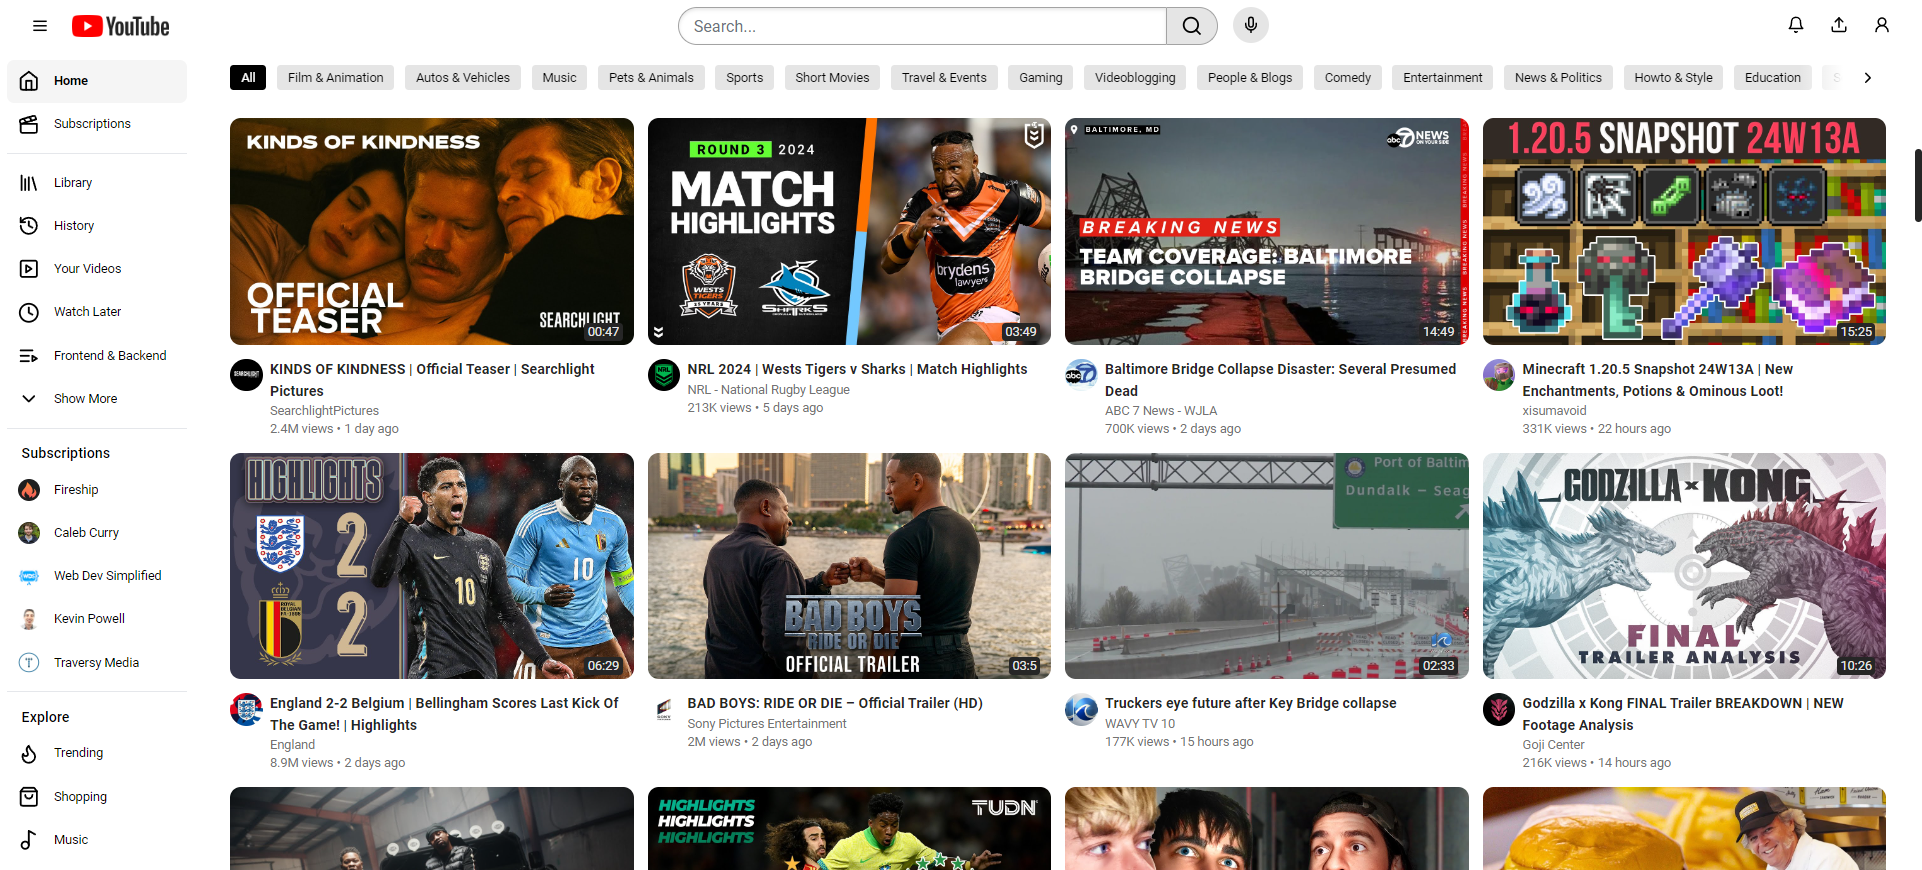 YouTube
Search...
Home
Subscriptions
Library
History
Your Videos
Watch Later
Frontend & Backend
Show More
Subscriptions
Fireship
Caleb Curry
Web Dev Simplified
Kevin Powell
Traversy Media
Explore
Trending
Shopping
Music
All
Film & Animation
Autos & Vehicles
Music
Pets & Animals
Sports
Short Movies
Travel & Events
Gaming
Videoblogging
People & Blogs
Comedy
Entertainment
News & Politics
Howto & Style
Education
KINDS OF KINDNESS
OFFICIAL
TEASER
SEARCHLIGHT
00:47
KINDS OF KINDNESS | Official Teaser | Searchlight
Pictures
SearchlightPictures
2.4M views • 1 day ago
ROUND 3 2024
MATCH
HIGHLIGHTS
WESTS
TIGERS
25 YEARS
SHARKS
brydens
lawyers
03:49
NRL 2024 | Wests Tigers v Sharks | Match Highlights
NRL - National Rugby League
213K views • 5 days ago
BALTIMORE, MD
abc 7 NEWS
ON YOUR SIDE
BREAKING NEWS
TEAM COVERAGE: BALTIMORE
BRIDGE COLLAPSE
14:49
Baltimore Bridge Collapse Disaster: Several Presumed
Dead
ABC 7 News - WJLA
700K views • 2 days ago
1.20.5 SNAPSHOT 24W13A
15:25
Minecraft 1.20.5 Snapshot 24W13A | New
Enchantments, Potions & Ominous Loot!
xisumavoid
331K views • 22 hours ago
HIGHLIGHTS
2
2
ROYAL
BELGIAN
10
10
06:29
England 2-2 Belgium | Bellingham Scores Last Kick Of
The Game! | Highlights
England
8.9M views • 2 days ago
BAD BOYS
RIDE OR DIE
OFFICIAL TRAILER
03:5
BAD BOYS: RIDE OR DIE – Official Trailer (HD)
Sony Pictures Entertainment
2M views • 2 days ago
Port of Baltim
Dundalk – Seag
02:33
Truckers eye future after Key Bridge collapse
WAVY TV 10
177K views • 15 hours ago
GODZILLA x KONG
FINAL
TRAILER ANALYSIS
10:26
Godzilla x Kong FINAL Trailer BREAKDOWN | NEW
Footage Analysis
Goji Center
216K views • 14 hours ago
HIGHLIGHTS
HIGHLIGHTS
HIGHLIGHTS
TUDN